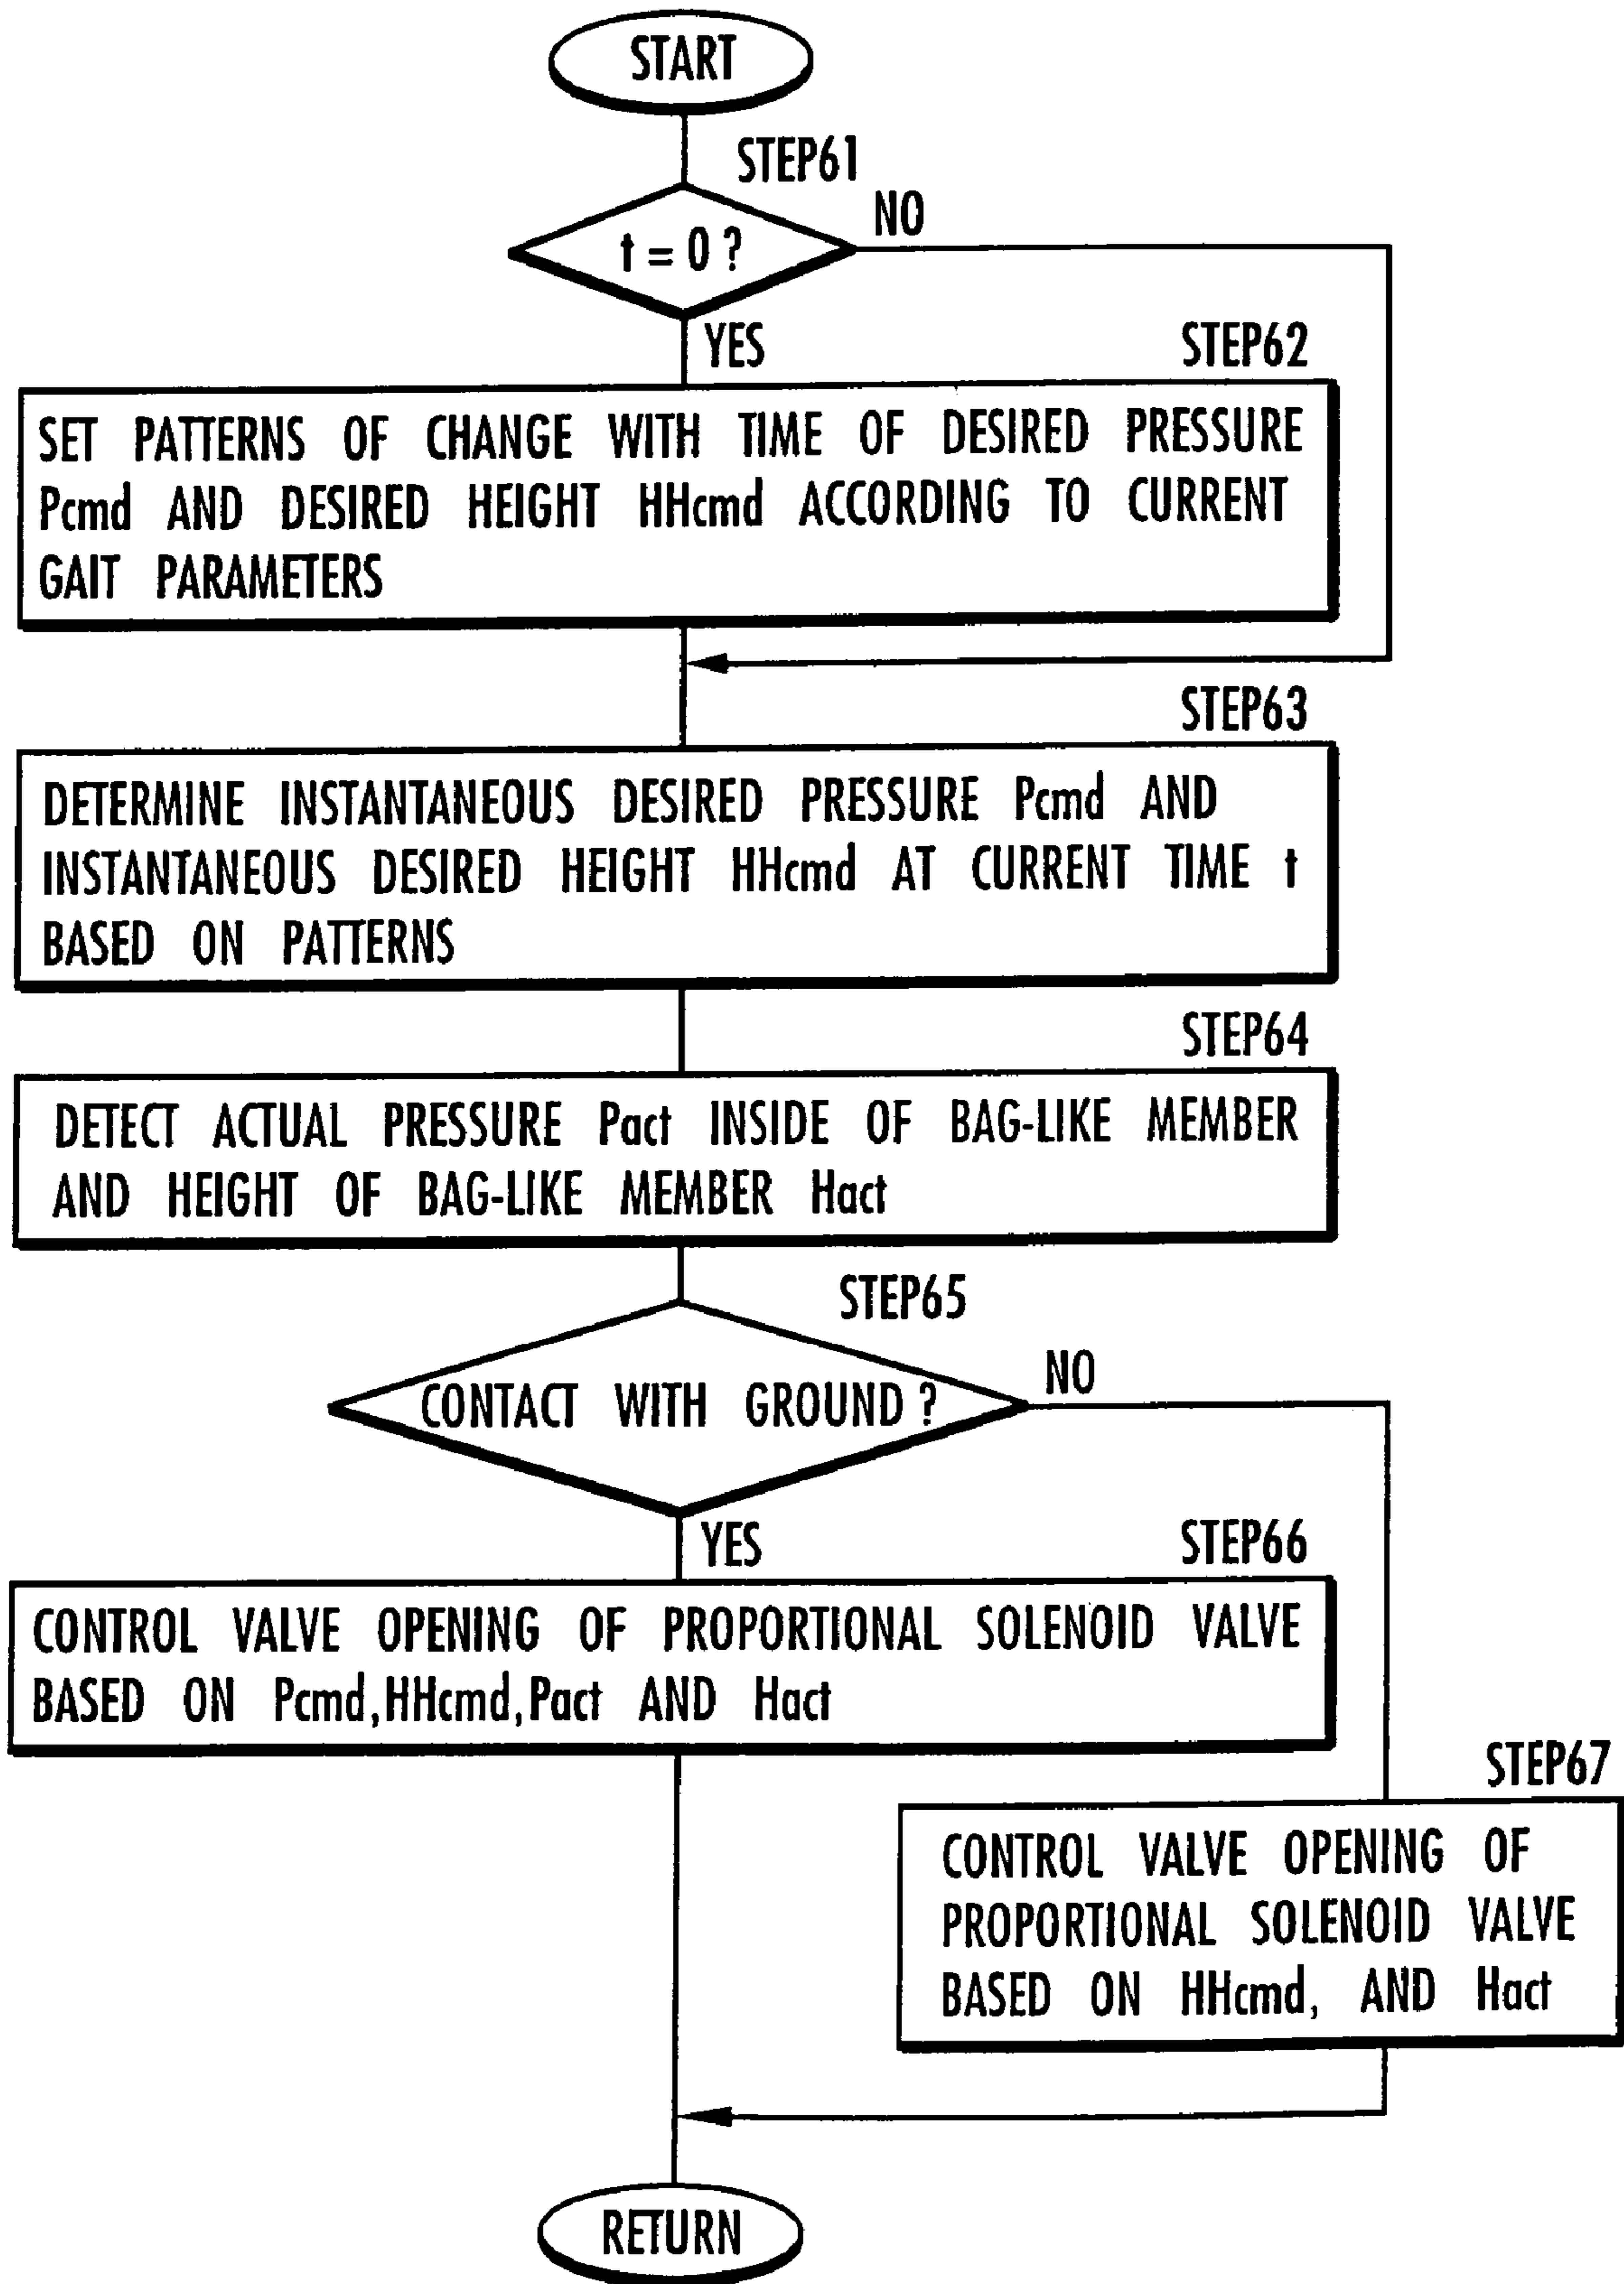 START
STEP61
t = 0 ?
NO
YES
STEP62
SET PATTERNS OF CHANGE WITH TIME OF DESIRED PRESSURE
Pcmd AND DESIRED HEIGHT HHcmd ACCORDING TO CURRENT
GAIT PARAMETERS
STEP63
DETERMINE INSTANTANEOUS DESIRED PRESSURE Pcmd AND
INSTANTANEOUS DESIRED HEIGHT HHcmd AT CURRENT TIME t
BASED ON PATTERNS
STEP64
DETECT ACTUAL PRESSURE Pact INSIDE OF BAG-LIKE MEMBER
AND HEIGHT OF BAG-LIKE MEMBER Hact
STEP65
CONTACT WITH GROUND ?
NO
YES
STEP66
CONTROL VALVE OPENING OF PROPORTIONAL SOLENOID VALVE
BASED ON Pcmd,HHcmd,Pact AND Hact
STEP67
CONTROL VALVE OPENING OF
PROPORTIONAL SOLENOID VALVE
BASED ON HHcmd, AND Hact
RETURN